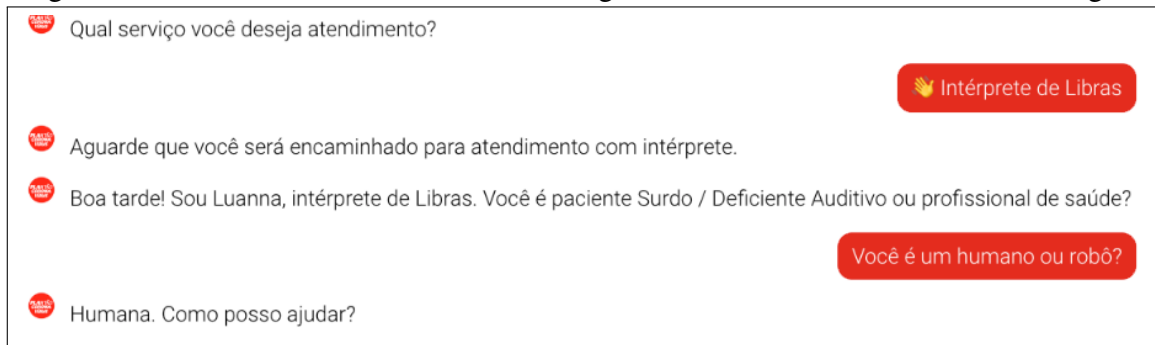 Qual serviço você deseja atendimento?
👋 Intérprete de Libras
Aguarde que você será encaminhado para atendimento com intérprete.
Boa tarde! Sou Luanna, intérprete de Libras. Você é paciente Surdo / Deficiente Auditivo ou profissional de saúde?
Você é um humano ou robô?
Humana. Como posso ajudar?